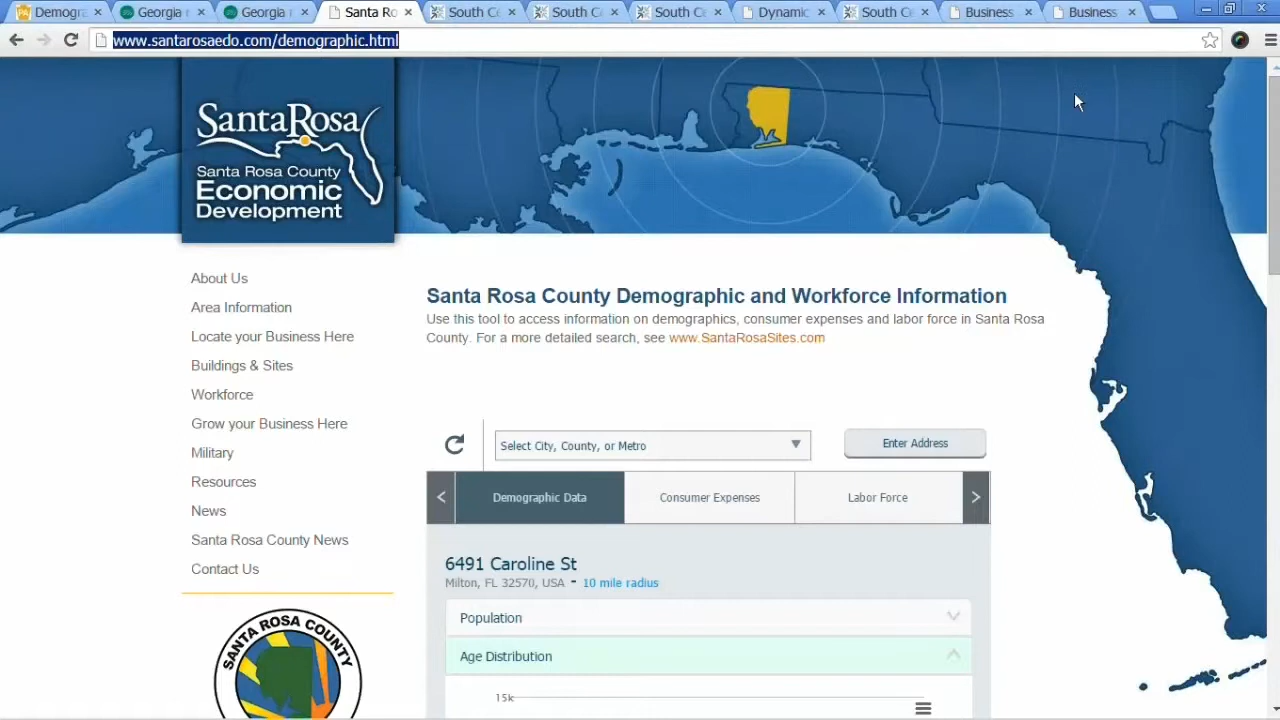 Demogra
Georgia
Georgia
Santa Ro
South C
South C
South C
Dynamic
South C
Business
Business
www.santarosaedo.com/demographic.html
SantaRosa
Santa Rosa County
Economic
Development
About Us
Area Information
Locate your Business Here
Buildings & Sites
Workforce
Grow your Business Here
Military
Resources
News
Santa Rosa County News
Contact Us
SANTA ROSA COUNTY
Santa Rosa County Demographic and Workforce Information
Use this tool to access information on demographics, consumer expenses and labor force in Santa Rosa
County. For a more detailed search, see www.SantaRosaSites.com
Select City, County, or Metro
Enter Address
Demographic Data
Consumer Expenses
Labor Force
6491 Caroline St
Milton, FL 32570, USA - 10 mile radius
Population
Age Distribution
15k